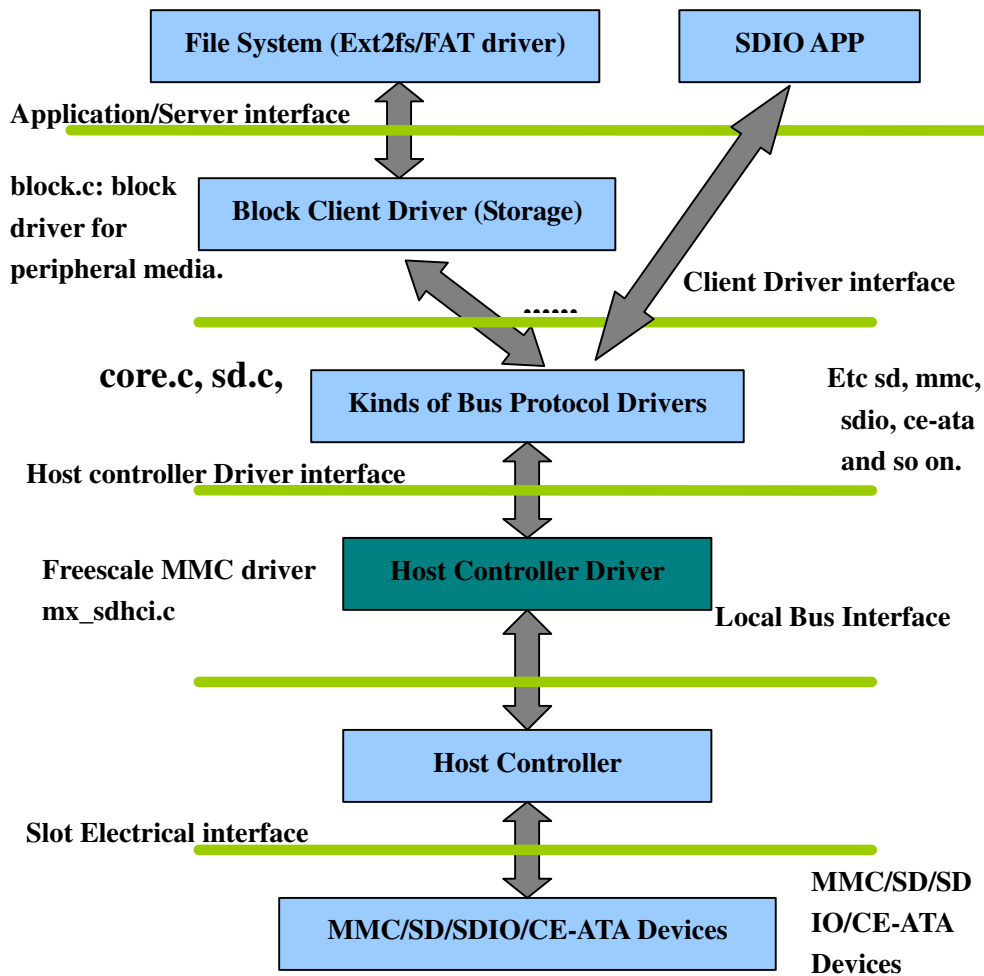 File System (Ext2fs/FAT driver)
SDIO APP
Application/Server interface
block.c: block
driver for
peripheral media.
Block Client Driver (Storage)
Client Driver interface
......
core.c, sd.c,
Kinds of Bus Protocol Drivers
Etc sd, mmc,
sdio, ce-ata
and so on.
Host controller Driver interface
Freescale MMC driver
mx_sdhci.c
Host Controller Driver
Local Bus Interface
Host Controller
Slot Electrical interface
MMC/SD/SDIO/CE-ATA Devices
MMC/SD/SD
IO/CE-ATA
Devices